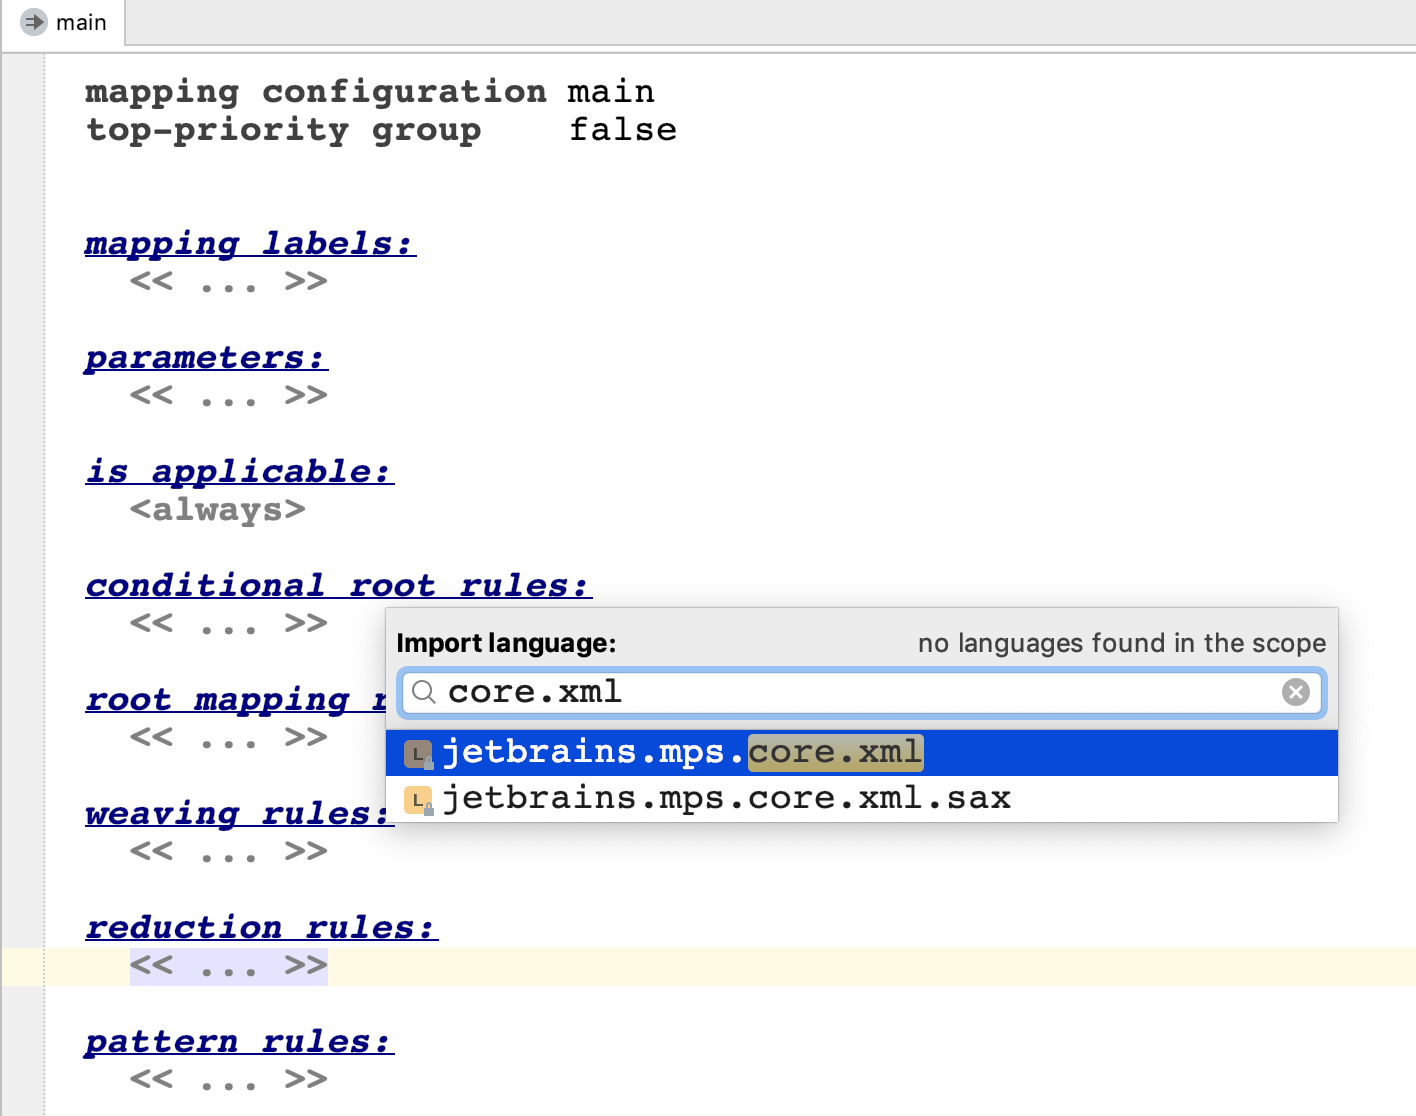 main
mapping configuration main
top-priority group false
mapping labels:
<< ... >>
parameters:
<< ... >>
is applicable:
<always>
conditional root rules:
<< ... >>
Import language: no languages found in the scope
core.xml
L jetbrains.mps.core.xml
L jetbrains.mps.core.xml.sax
root mapping r
<< ... >>
weaving rules:
<< ... >>
reduction rules:
<< ... >>
pattern rules:
<< ... >>